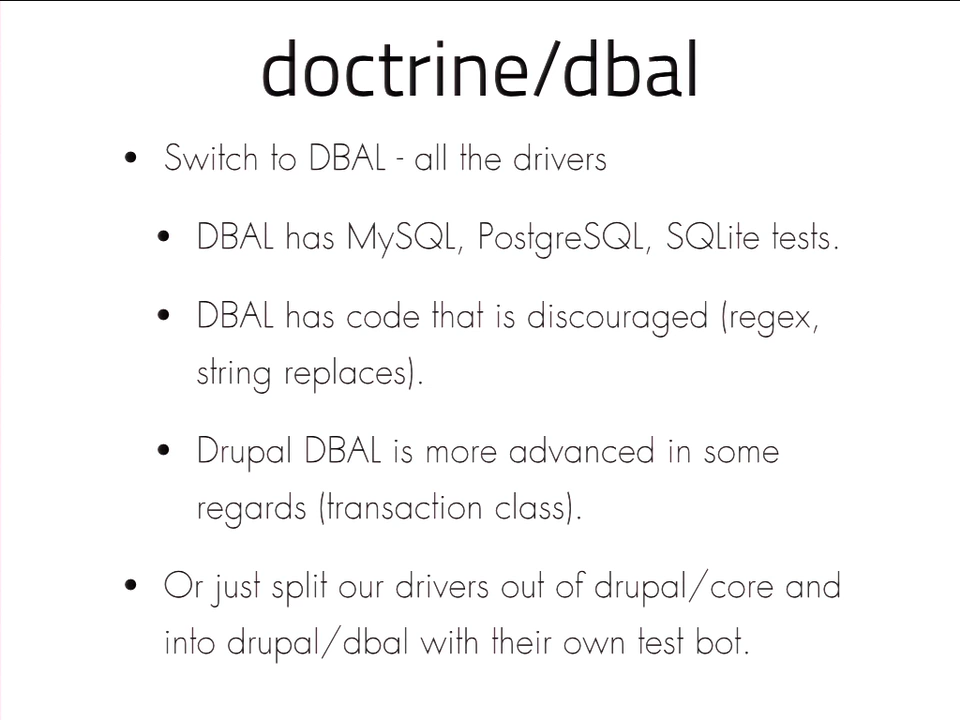 doctrine/dbal
• Switch to DBAL - all the drivers
• DBAL has MySQL, PostgreSQL, SQLite tests.
• DBAL has code that is discouraged (regex,
string replaces).
• Drupal DBAL is more advanced in some
regards (transaction class).
• Or just split our drivers out of drupal/core and
into drupal/dbal with their own test bot.